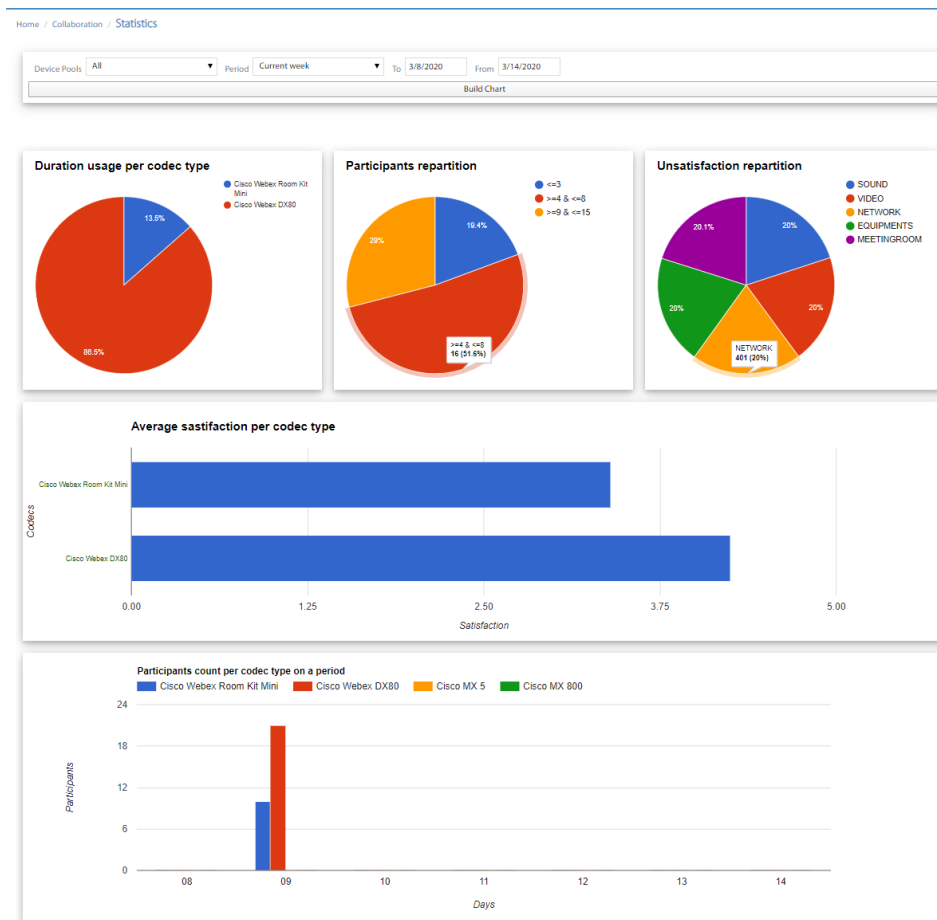 Home / Collaboration / Statistics
Device Pools All Period Current week To 3/8/2020 From 3/14/2020
Build Chart
Duration usage per codec type
Cisco Webex Room Kit
Mini
Cisco Webex DX80
13.5%
86.5%
Participants repartition
<=3
>=4 & <=8
>=9 & <=15
19.4%
29%
>=4 & <=8
16 (51.6%)
Unsatisfaction repartition
SOUND
VIDEO
NETWORK
EQUIPMENTS
MEETINGROOM
20.1%
20%
20%
20%
NETWORK
401 (20%)
Average sastifaction per codec type
Cisco Webex Room Kit Mini
Codecs
Cisco Webex DX80
0.00 1.25 2.50 3.75 5.00
Satisfaction
Participants count per codec type on a period
Cisco Webex Room Kit Mini Cisco Webex DX80 Cisco MX 5 Cisco MX 800
24
18
12
6
0
Participants
08 09 10 11 12 13 14
Days